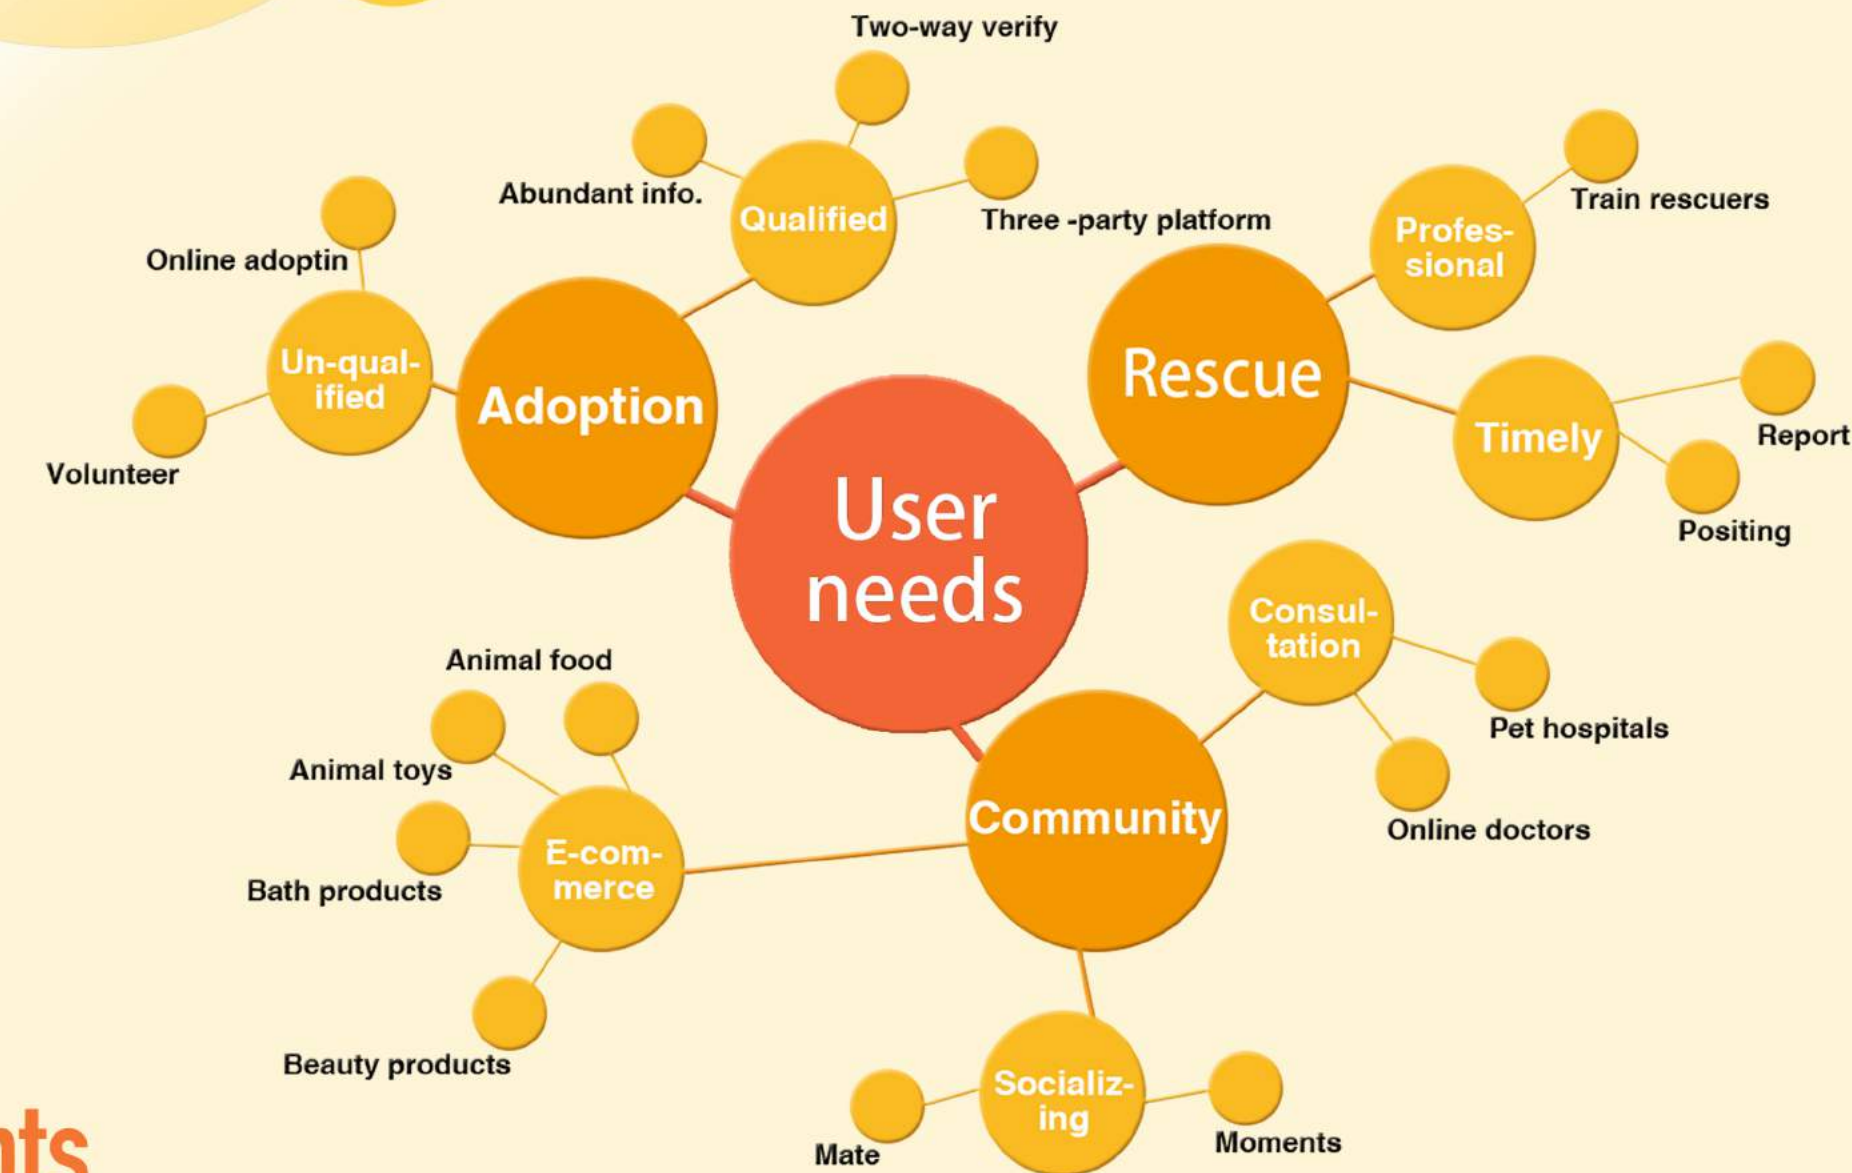 Two-way verify
Abundant info.
Qualified
Three -party platform
Online adoptin
Un-qual-
ified
Volunteer
Adoption
Rescue
Profes-
sional
Train rescuers
Timely
Report
Positing
User
needs
Consul-
tation
Pet hospitals
Online doctors
Community
Animal food
Animal toys
Bath products
E-com-
merce
Beauty products
Socializ-
ing
Mate
Moments
nts